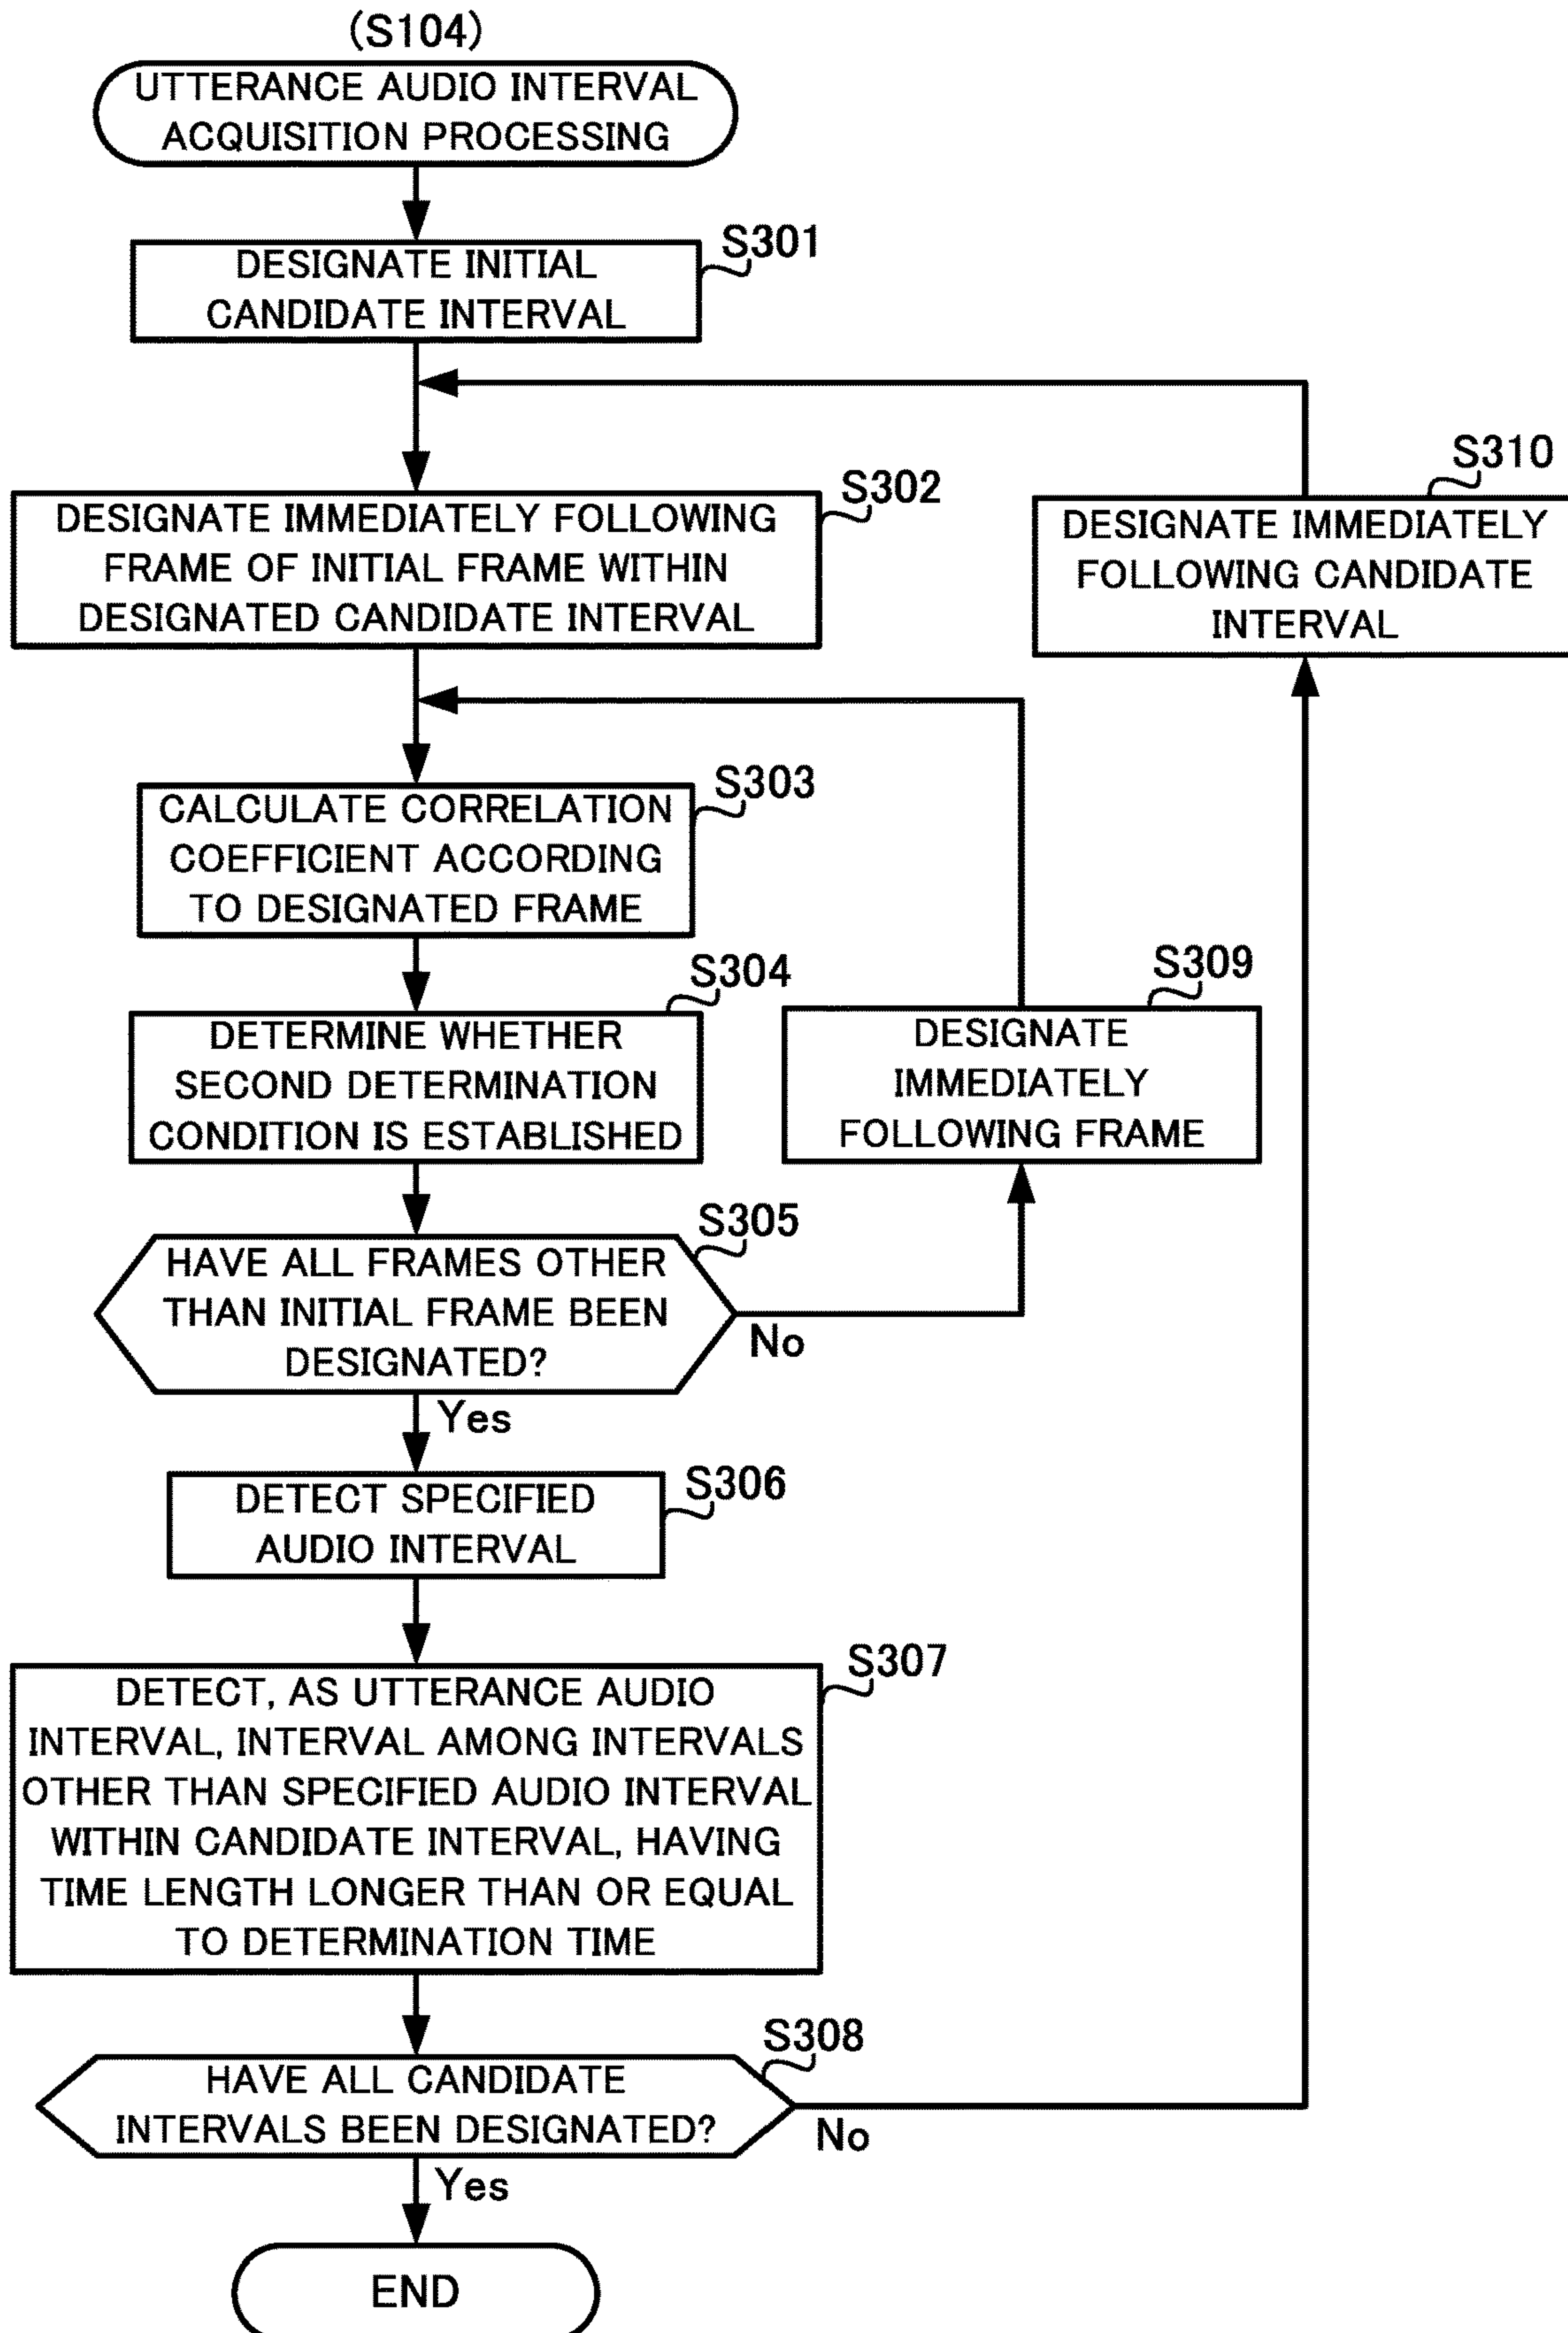 (S104)
UTTERANCE AUDIO INTERVAL
ACQUISITION PROCESSING
S301
DESIGNATE INITIAL
CANDIDATE INTERVAL
S302
DESIGNATE IMMEDIATELY FOLLOWING
FRAME OF INITIAL FRAME WITHIN
DESIGNATED CANDIDATE INTERVAL
S310
DESIGNATE IMMEDIATELY
FOLLOWING CANDIDATE
INTERVAL
S303
CALCULATE CORRELATION
COEFFICIENT ACCORDING
TO DESIGNATED FRAME
S304
DETERMINE WHETHER
SECOND DETERMINATION
CONDITION IS ESTABLISHED
S309
DESIGNATE
IMMEDIATELY
FOLLOWING FRAME
S305
HAVE ALL FRAMES OTHER
THAN INITIAL FRAME BEEN
DESIGNATED?
No
Yes
S306
DETECT SPECIFIED
AUDIO INTERVAL
S307
DETECT, AS UTTERANCE AUDIO
INTERVAL, INTERVAL AMONG INTERVALS
OTHER THAN SPECIFIED AUDIO INTERVAL
WITHIN CANDIDATE INTERVAL, HAVING
TIME LENGTH LONGER THAN OR EQUAL
TO DETERMINATION TIME
S308
HAVE ALL CANDIDATE
INTERVALS BEEN DESIGNATED?
No
Yes
END